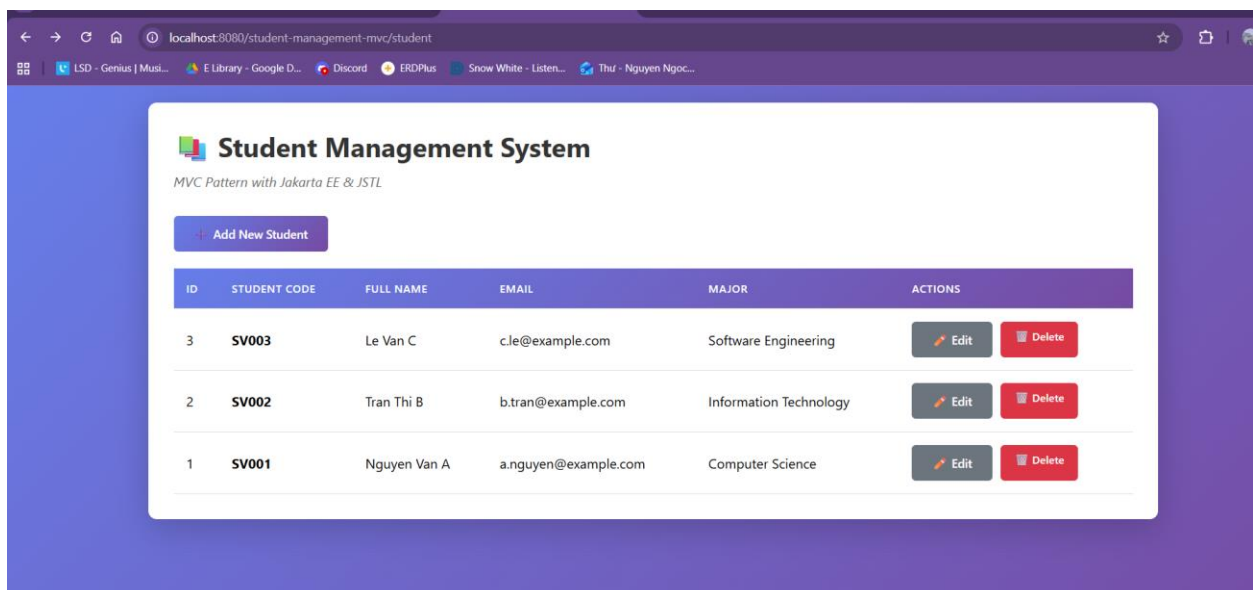 localhost:8080/student-management-mvc/student
LSD - Genius | Musi... E Library - Google D... Discord ERDPlus Snow White - Listen... Thư - Nguyen Ngoc...
Student Management System
MVC Pattern with Jakarta EE & JSTL
Add New Student
ID STUDENT CODE FULL NAME EMAIL MAJOR ACTIONS
3 SV003 Le Van C c.le@example.com Software Engineering Edit Delete
2 SV002 Tran Thi B b.tran@example.com Information Technology Edit Delete
1 SV001 Nguyen Van A a.nguyen@example.com Computer Science Edit Delete